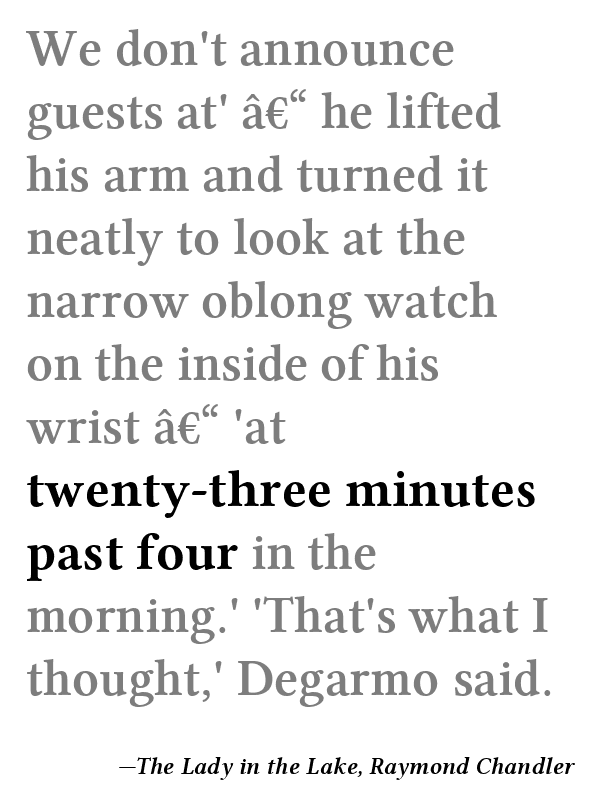 We don't announce
guests at' â€“ he lifted
his arm and turned it
neatly to look at the
narrow oblong watch
on the inside of his
wrist â€“ 'at
twenty-three minutes
past four in the
morning.' 'That's what I
thought,' Degarmo said.
—The Lady in the Lake, Raymond Chandler